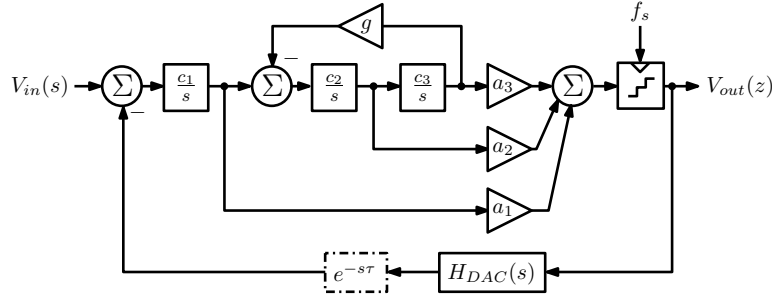 g
f_s
V_{in}(s)
Σ
c_1/s
Σ
c_2/s
c_3/s
a_3
Σ
V_{out}(z)
−
−
a_2
a_1
e^{-sτ}
H_{DAC}(s)